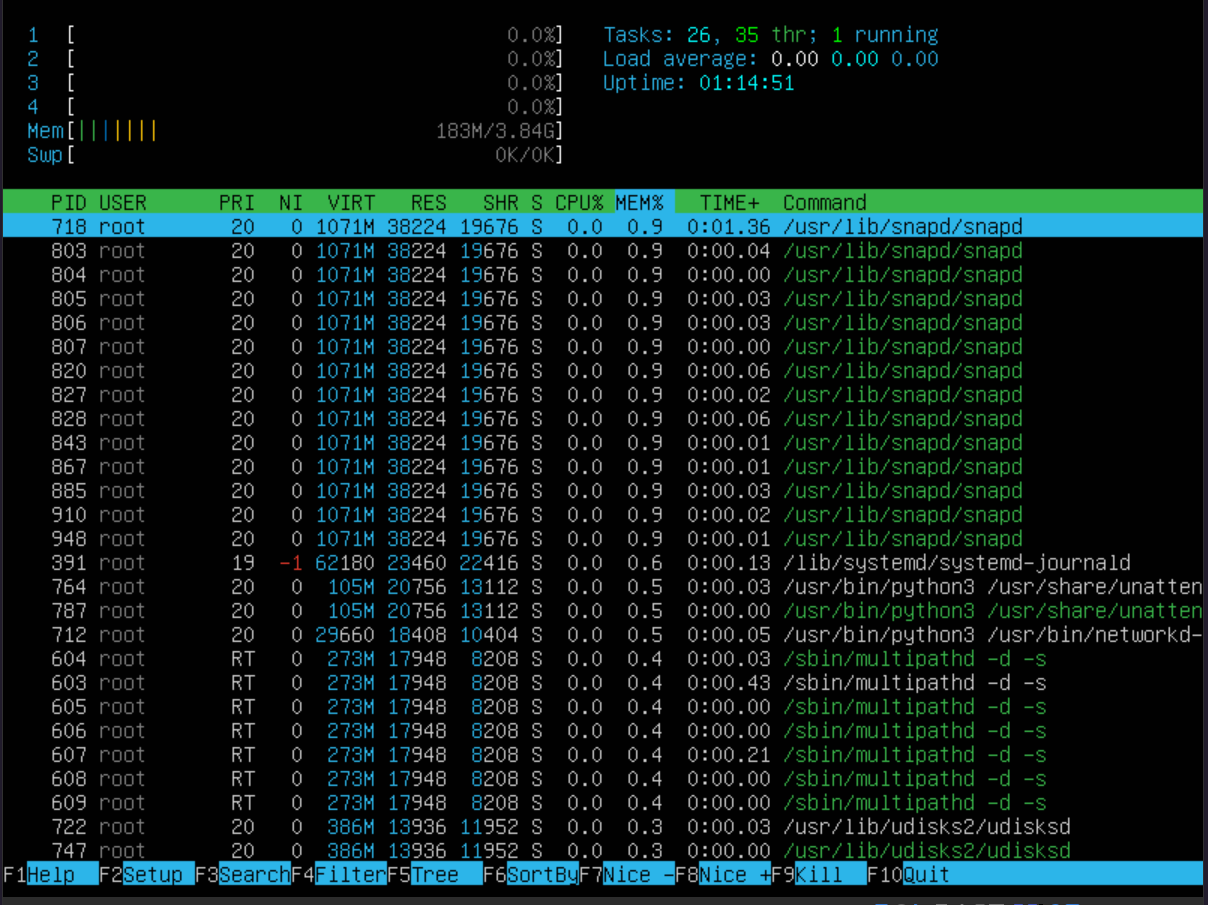 1 [ 0.0%] Tasks: 26, 35 thr; 1 running
2 [ 0.0%] Load average: 0.00 0.00 0.00
3 [ 0.0%] Uptime: 01:14:51
4 [ 0.0%]
Mem[||||||| 183M/3.84G]
Swp[ 0K/0K]
PID USER PRI NI VIRT RES SHR S CPU% MEM% TIME+ Command
718 root 20 0 1071M 38224 19676 S 0.0 0.9 0:01.36 /usr/lib/snapd/snapd
803 root 20 0 1071M 38224 19676 S 0.0 0.9 0:00.04 /usr/lib/snapd/snapd
804 root 20 0 1071M 38224 19676 S 0.0 0.9 0:00.00 /usr/lib/snapd/snapd
805 root 20 0 1071M 38224 19676 S 0.0 0.9 0:00.03 /usr/lib/snapd/snapd
806 root 20 0 1071M 38224 19676 S 0.0 0.9 0:00.03 /usr/lib/snapd/snapd
807 root 20 0 1071M 38224 19676 S 0.0 0.9 0:00.00 /usr/lib/snapd/snapd
820 root 20 0 1071M 38224 19676 S 0.0 0.9 0:00.06 /usr/lib/snapd/snapd
827 root 20 0 1071M 38224 19676 S 0.0 0.9 0:00.02 /usr/lib/snapd/snapd
828 root 20 0 1071M 38224 19676 S 0.0 0.9 0:00.06 /usr/lib/snapd/snapd
843 root 20 0 1071M 38224 19676 S 0.0 0.9 0:00.01 /usr/lib/snapd/snapd
867 root 20 0 1071M 38224 19676 S 0.0 0.9 0:00.01 /usr/lib/snapd/snapd
885 root 20 0 1071M 38224 19676 S 0.0 0.9 0:00.03 /usr/lib/snapd/snapd
910 root 20 0 1071M 38224 19676 S 0.0 0.9 0:00.02 /usr/lib/snapd/snapd
948 root 20 0 1071M 38224 19676 S 0.0 0.9 0:00.01 /usr/lib/snapd/snapd
391 root 19 -1 62180 23460 22416 S 0.0 0.6 0:00.13 /lib/systemd/systemd-journald
764 root 20 0 105M 20756 13112 S 0.0 0.5 0:00.03 /usr/bin/python3 /usr/share/unatten
787 root 20 0 105M 20756 13112 S 0.0 0.5 0:00.00 /usr/bin/python3 /usr/share/unatten
712 root 20 0 29660 18408 10404 S 0.0 0.5 0:00.05 /usr/bin/python3 /usr/bin/networkd-
604 root RT 0 273M 17948 8208 S 0.0 0.4 0:00.03 /sbin/multipathd -d -s
603 root RT 0 273M 17948 8208 S 0.0 0.4 0:00.43 /sbin/multipathd -d -s
605 root RT 0 273M 17948 8208 S 0.0 0.4 0:00.00 /sbin/multipathd -d -s
606 root RT 0 273M 17948 8208 S 0.0 0.4 0:00.00 /sbin/multipathd -d -s
607 root RT 0 273M 17948 8208 S 0.0 0.4 0:00.21 /sbin/multipathd -d -s
608 root RT 0 273M 17948 8208 S 0.0 0.4 0:00.00 /sbin/multipathd -d -s
609 root RT 0 273M 17948 8208 S 0.0 0.4 0:00.00 /sbin/multipathd -d -s
722 root 20 0 386M 13936 11952 S 0.0 0.3 0:00.03 /usr/lib/udisks2/udisksd
747 root 20 0 386M 13936 11952 S 0.0 0.3 0:00.00 /usr/lib/udisks2/udisksd
F1Help F2Setup F3SearchF4FilterF5Tree F6SortByF7Nice -F8Nice +F9Kill F10Quit